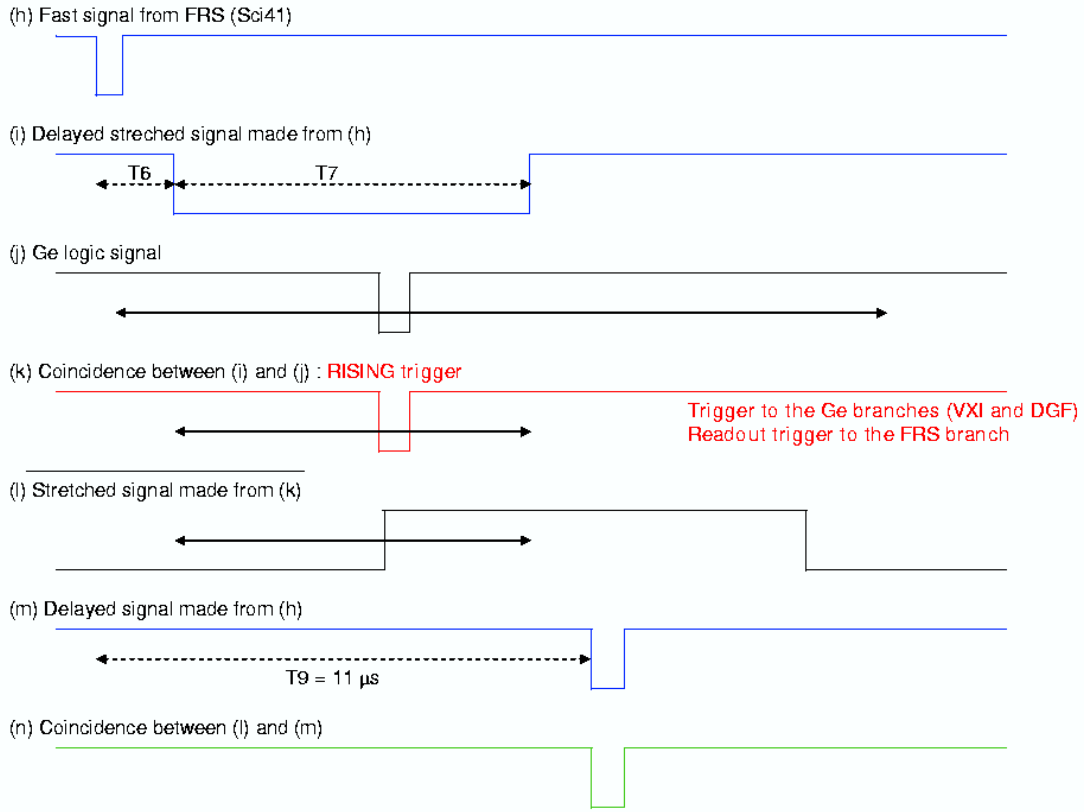 (h) Fast signal from FRS (Sci41)
(i) Delayed streched signal made from (h)
T6
T7
(j) Ge logic signal
(k) Coincidence between (i) and (j) : RISING trigger
Trigger to the Ge branches (VXI and DGF)
Readout trigger to the FRS branch
(l) Stretched signal made from (k)
(m) Delayed signal made from (h)
T9 = 11 μs
(n) Coincidence between (l) and (m)